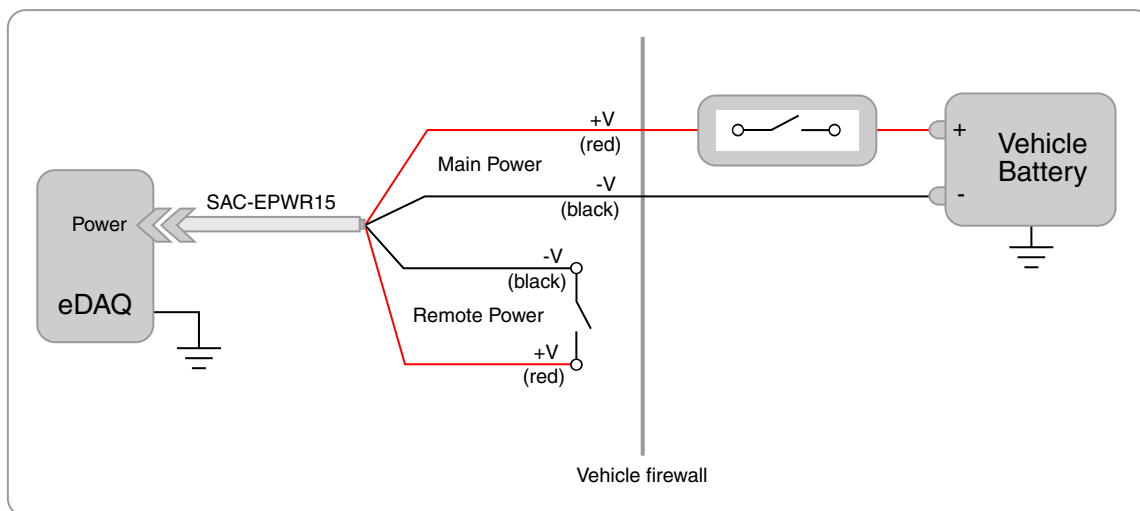 +V
(red)
Main Power
-V
(black)
+
-
Vehicle
Battery
SAC-EPWR15
Power
eDAQ
-V
(black)
Remote Power
+V
(red)
Vehicle firewall